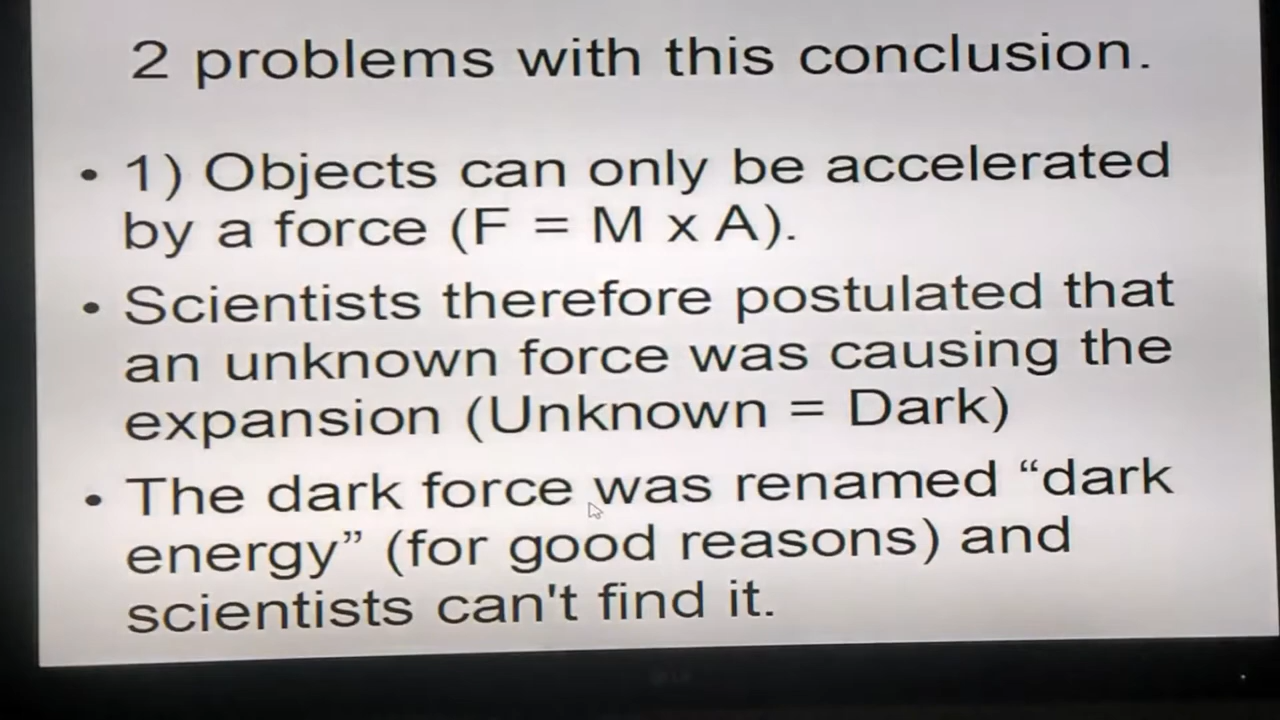 2 problems with this conclusion.
• 1) Objects can only be accelerated
by a force (F = M x A).
• Scientists therefore postulated that
an unknown force was causing the
expansion (Unknown = Dark)
• The dark force was renamed “dark
energy” (for good reasons) and
scientists can't find it.